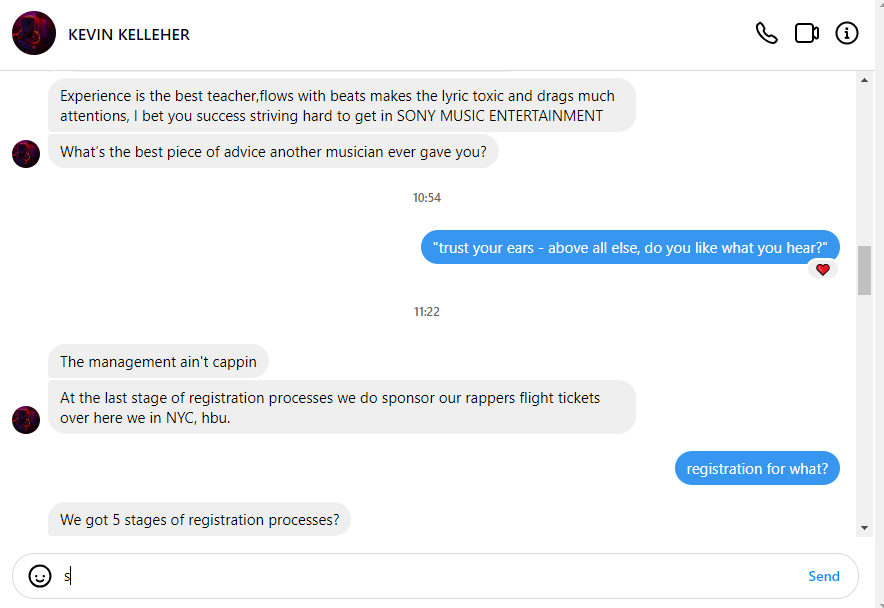 KEVIN KELLEHER
Experience is the best teacher,flows with beats makes the lyric toxic and drags much
attentions, I bet you success striving hard to get in SONY MUSIC ENTERTAINMENT
What's the best piece of advice another musician ever gave you?
10:54
"trust your ears - above all else, do you like what you hear?"
11:22
The management ain't cappin
At the last stage of registration processes we do sponsor our rappers flight tickets
over here we in NYC, hbu.
registration for what?
We got 5 stages of registration processes?
s
Send